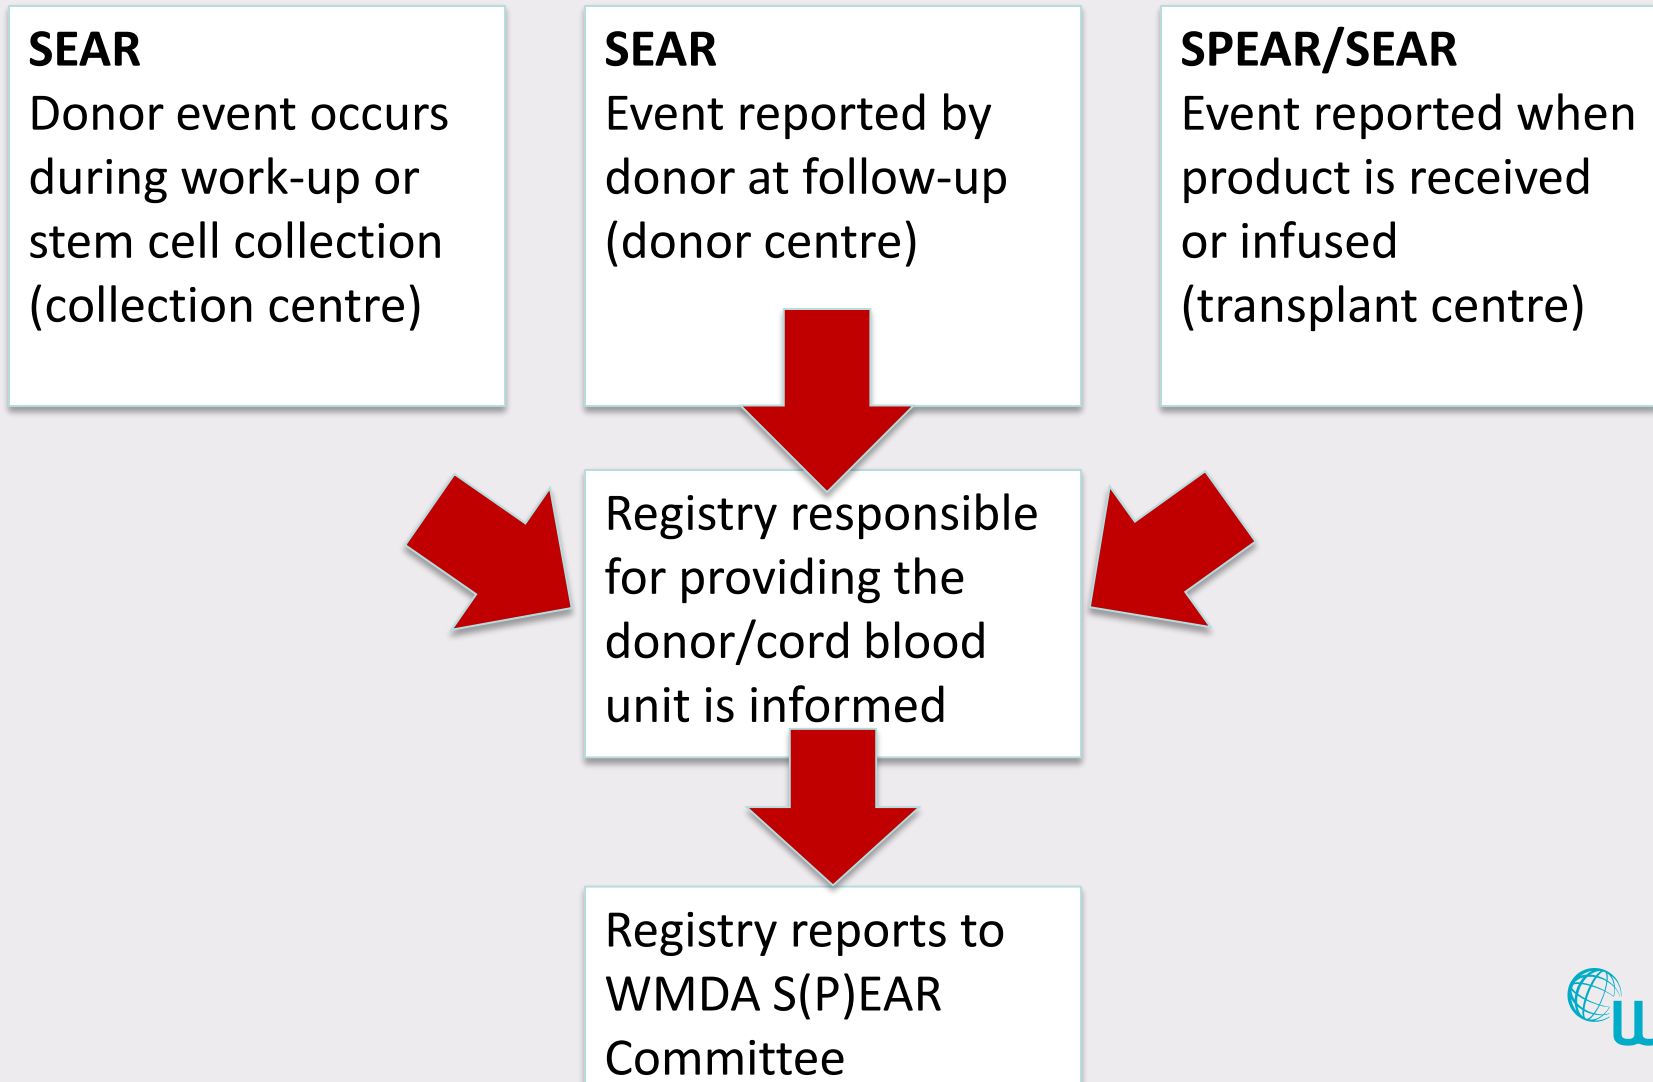 SEAR
Donor event occurs
during work-up or
stem cell collection
(collection centre)
SEAR
Event reported by
donor at follow-up
(donor centre)
SPEAR/SEAR
Event reported when
product is received
or infused
(transplant centre)
Registry responsible
for providing the
donor/cord blood
unit is informed
Registry reports to
WMDA S(P)EAR
Committee